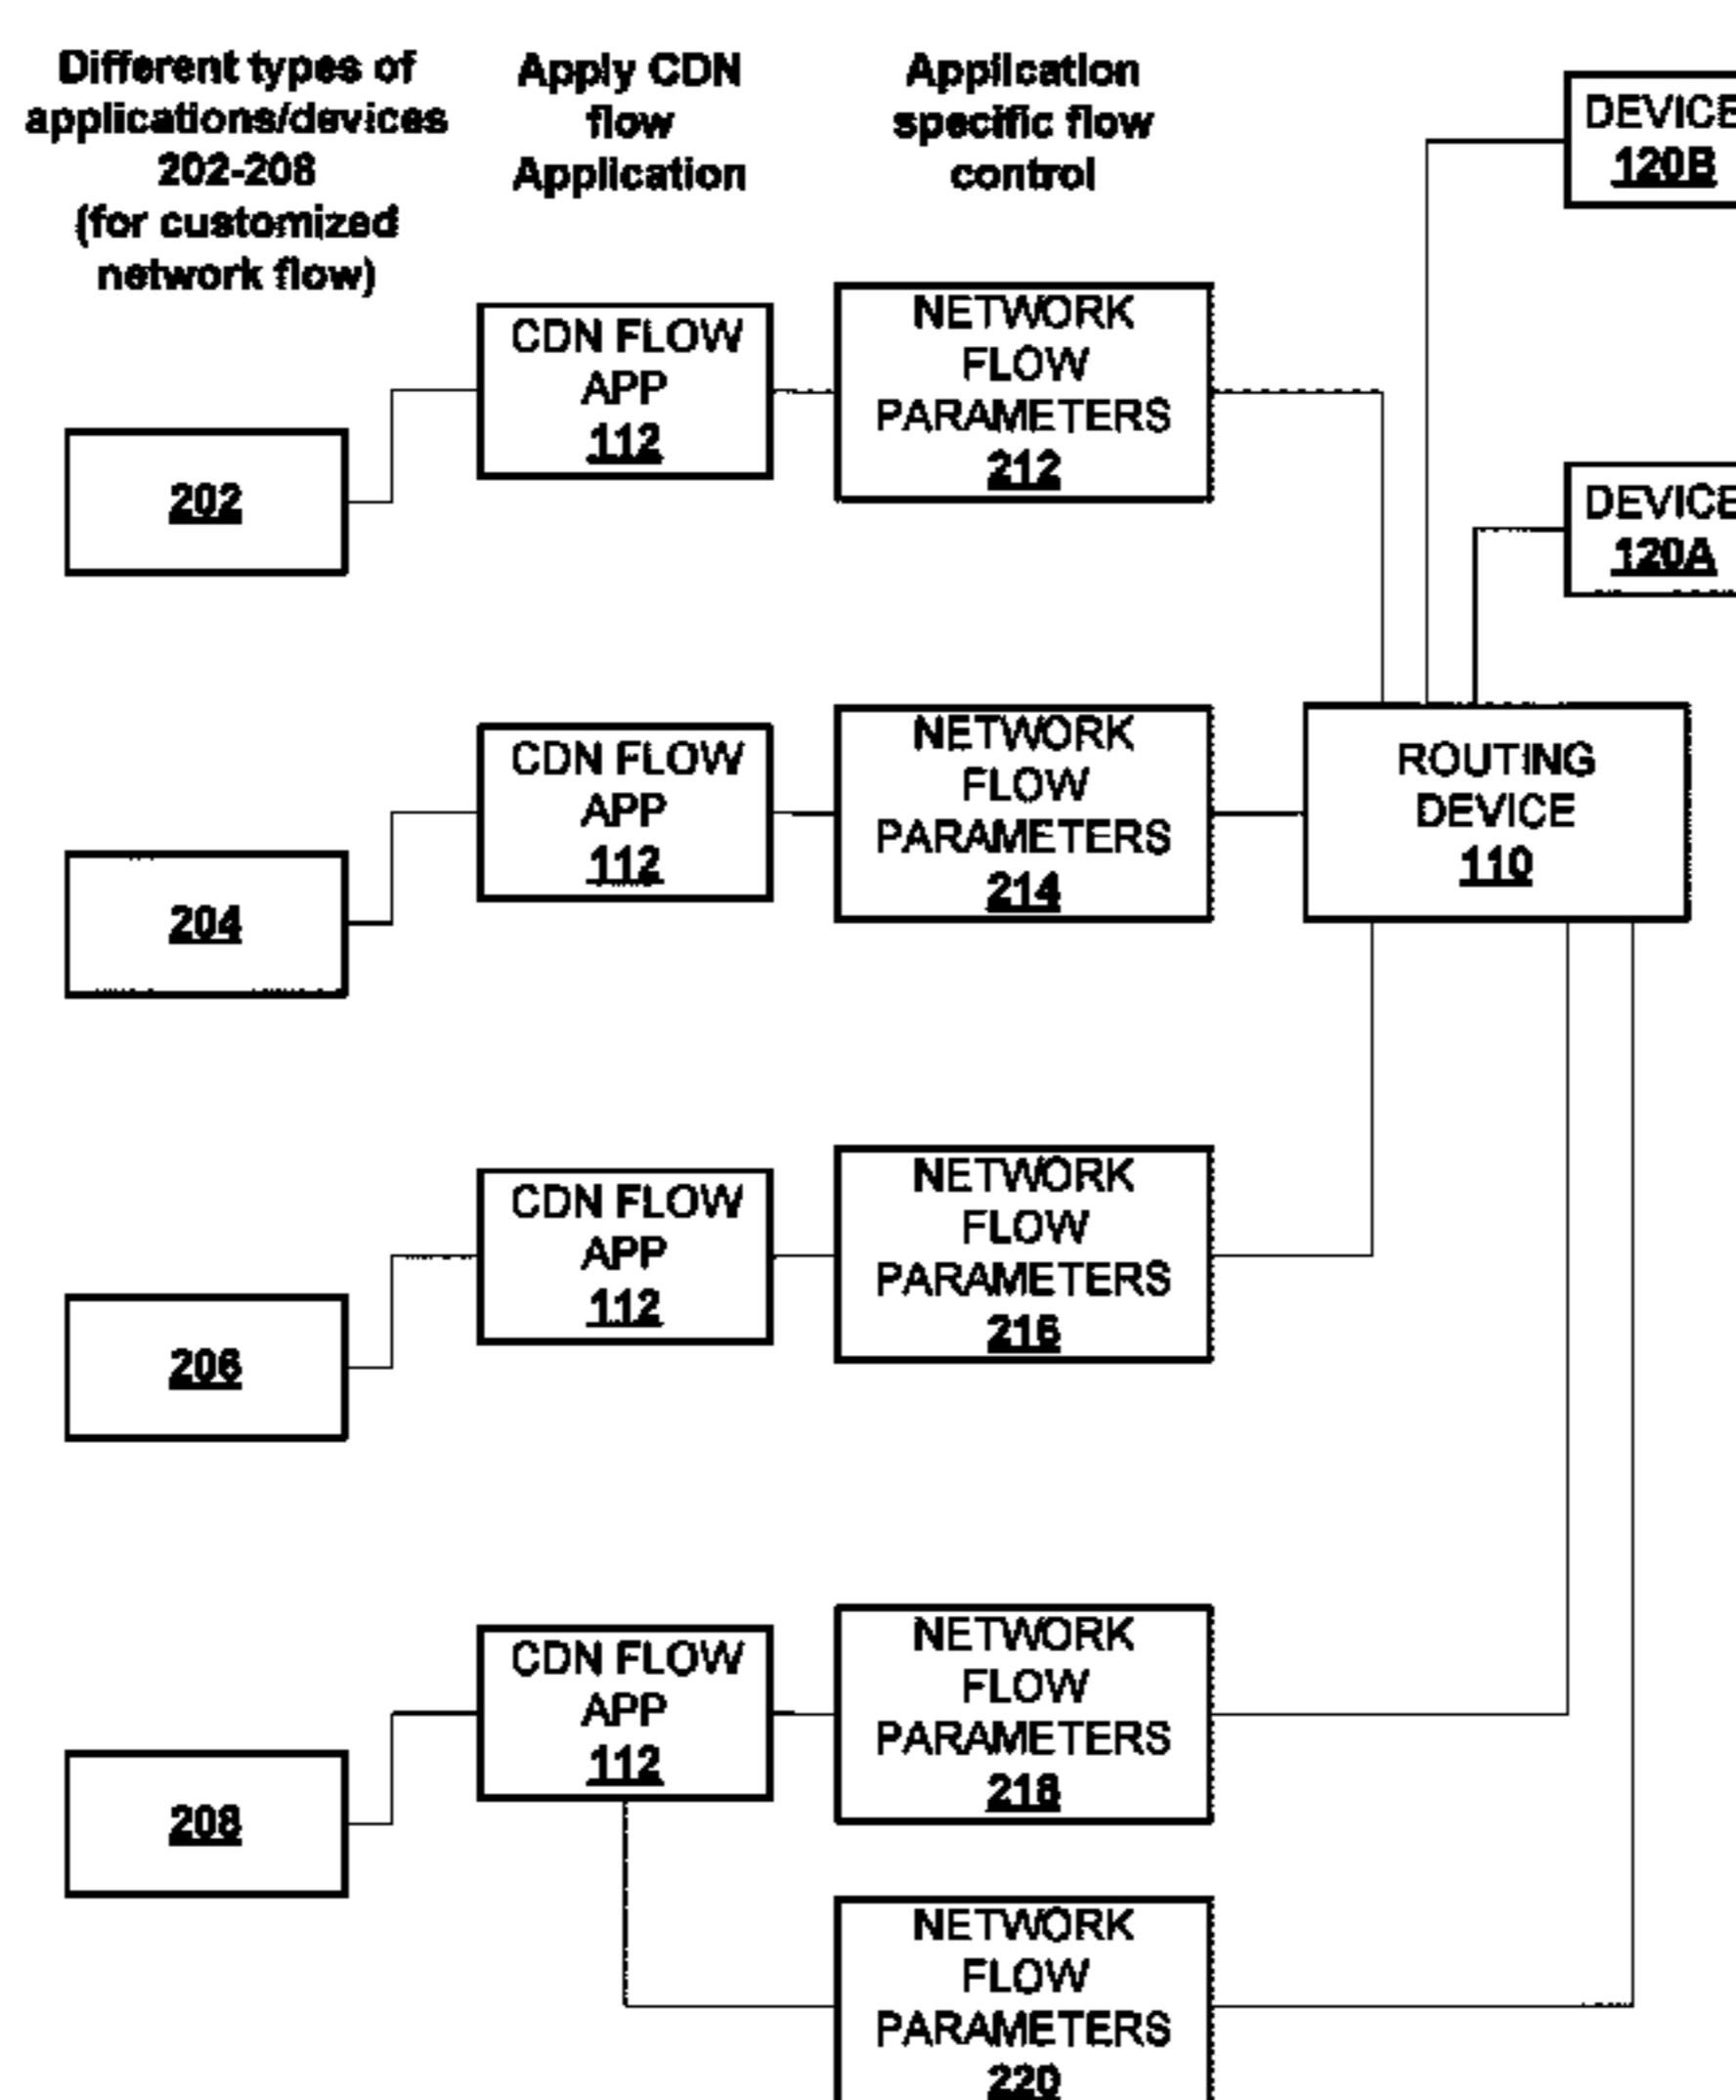 Different types of
applications/devices
202-208
(for customized
network flow)
Apply CDN
flow
Application
Application
specific flow
control
DEVICE
120B
CDN FLOW
APP
112
NETWORK
FLOW
PARAMETERS
212
202
DEVICE
120A
CDN FLOW
APP
112
NETWORK
FLOW
PARAMETERS
214
ROUTING
DEVICE
110
204
CDN FLOW
APP
112
NETWORK
FLOW
PARAMETERS
216
206
CDN FLOW
APP
112
NETWORK
FLOW
PARAMETERS
218
208
NETWORK
FLOW
PARAMETERS
220